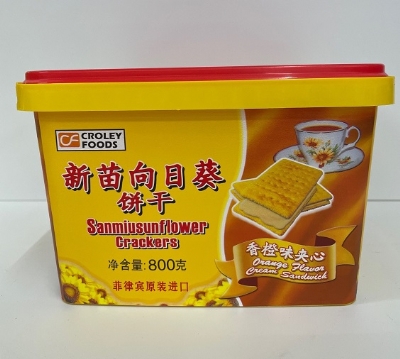 CF CROLEY
FOODS
新苗向日葵
饼干
Sanmiusunflower
Crackers
净含量:800克
菲律宾原装进口
香橙味夹心
Orange Flavor
Cream Sandwich